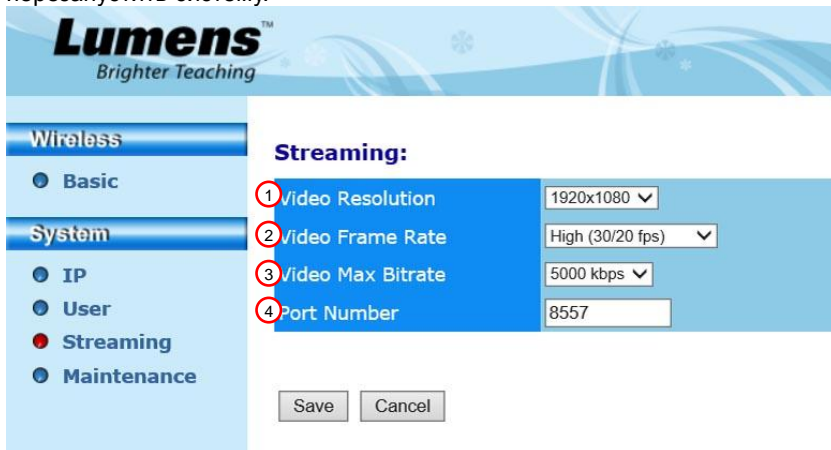 Lumens™
Brighter Teaching
Wireless
Basic
System
IP
User
Streaming
Maintenance
Streaming:
1 Video Resolution 1920x1080
2 Video Frame Rate High (30/20 fps)
3 Video Max Bitrate 5000 kbps
4 Port Number 8557
Save Cancel